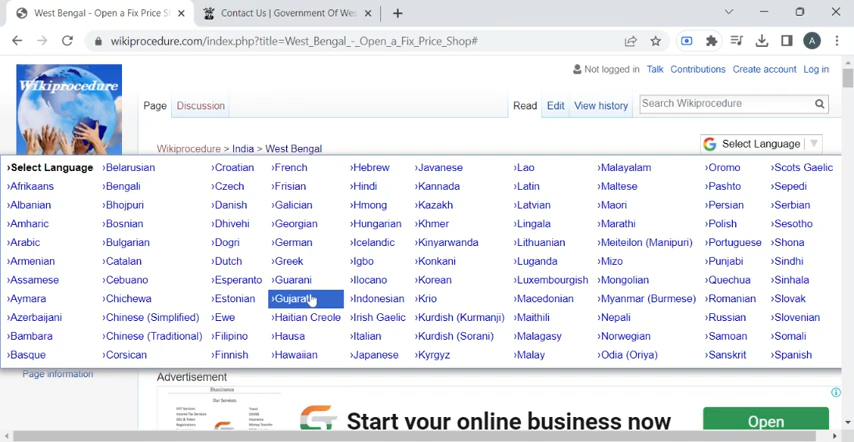 West Bengal - Open a Fix Price S
Contact Us | Government Of Wes
wikiprocedure.com/index.php?title=West_Bengal_-_Open_a_Fix_Price_Shop#
A
Wikiprocedure
Not logged in Talk Contributions Create account Log in
Page Discussion Read Edit View history Search Wikiprocedure
Wikiprocedure > India > West Bengal
G Select Language
›Select Language ›Belarusian ›Croatian ›French ›Hebrew ›Javanese ›Lao ›Malayalam ›Oromo ›Scots Gaelic
›Afrikaans ›Bengali ›Czech ›Frisian ›Hindi ›Kannada ›Latin ›Maltese ›Pashto ›Sepedi
›Albanian ›Bhojpuri ›Danish ›Galician ›Hmong ›Kazakh ›Latvian ›Maori ›Persian ›Serbian
›Amharic ›Bosnian ›Dhivehi ›Georgian ›Hungarian ›Khmer ›Lingala ›Marathi ›Polish ›Sesotho
›Arabic ›Bulgarian ›Dogri ›German ›Icelandic ›Kinyarwanda ›Lithuanian ›Meiteilon (Manipuri) ›Portuguese ›Shona
›Armenian ›Catalan ›Dutch ›Greek ›Igbo ›Konkani ›Luganda ›Mizo ›Punjabi ›Sindhi
›Assamese ›Cebuano ›Esperanto ›Guarani ›Ilocano ›Korean ›Luxembourgish ›Mongolian ›Quechua ›Sinhala
›Aymara ›Chichewa ›Estonian ›Gujarati ›Indonesian ›Krio ›Macedonian ›Myanmar (Burmese) ›Romanian ›Slovak
›Azerbaijani ›Chinese (Simplified) ›Ewe ›Haitian Creole ›Irish Gaelic ›Kurdish (Kurmanji) ›Maithili ›Nepali ›Russian ›Slovenian
›Bambara ›Chinese (Traditional) ›Filipino ›Hausa ›Italian ›Kurdish (Sorani) ›Malagasy ›Norwegian ›Samoan ›Somali
›Basque ›Corsican ›Finnish ›Hawaiian ›Japanese ›Kyrgyz ›Malay ›Odia (Oriya) ›Sanskrit ›Spanish
Page information
Advertisement
Start your online business now
Open